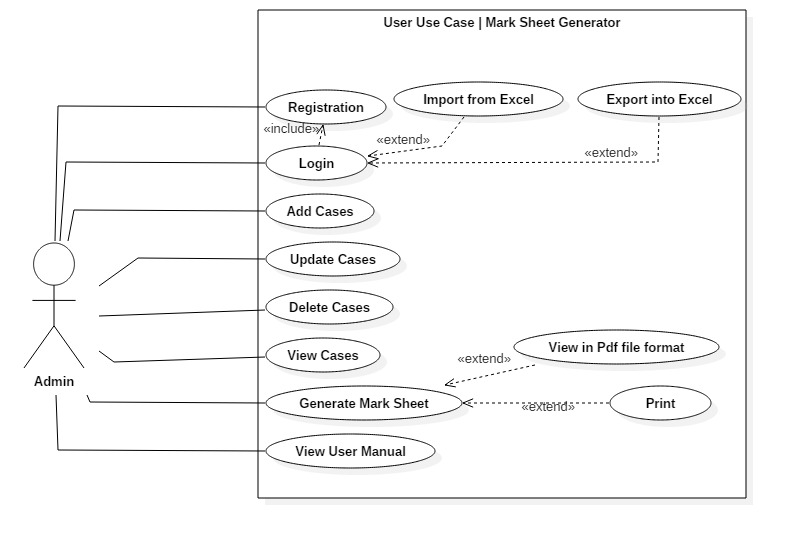 User Use Case | Mark Sheet Generator
Registration
Import from Excel
Export into Excel
«include»
«extend»
«extend»
Login
Add Cases
Update Cases
Delete Cases
View in Pdf file format
«extend»
View Cases
Admin
Generate Mark Sheet
«extend»
Print
View User Manual